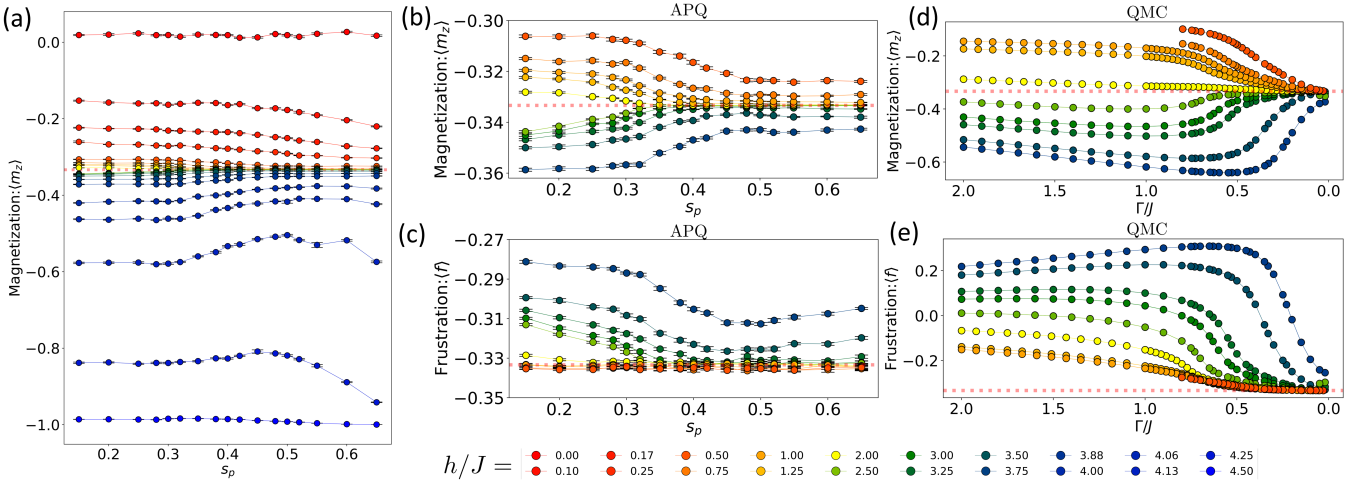 (a)
0.0
−0.2
−0.4
−0.6
−0.8
−1.0
Magnetization:⟨m_z⟩
0.2 0.3 0.4 0.5 0.6
s_p
(b)
APQ
−0.30
−0.32
−0.34
−0.36
Magnetization:⟨m_z⟩
0.2 0.3 0.4 0.5 0.6
s_p
(c)
APQ
−0.27
−0.29
−0.31
−0.33
−0.35
Frustration:⟨f⟩
0.2 0.3 0.4 0.5 0.6
s_p
(d)
QMC
−0.2
−0.4
−0.6
Magnetization:⟨m_z⟩
2.0 1.5 1.0 0.5 0.0
Γ/J
(e)
QMC
0.2
0.0
−0.2
Frustration:⟨f⟩
2.0 1.5 1.0 0.5 0.0
Γ/J
h/J =
0.00 0.17 0.50 1.00 2.00 3.00 3.50 3.88 4.06 4.25
0.10 0.25 0.75 1.25 2.50 3.25 3.75 4.00 4.13 4.50